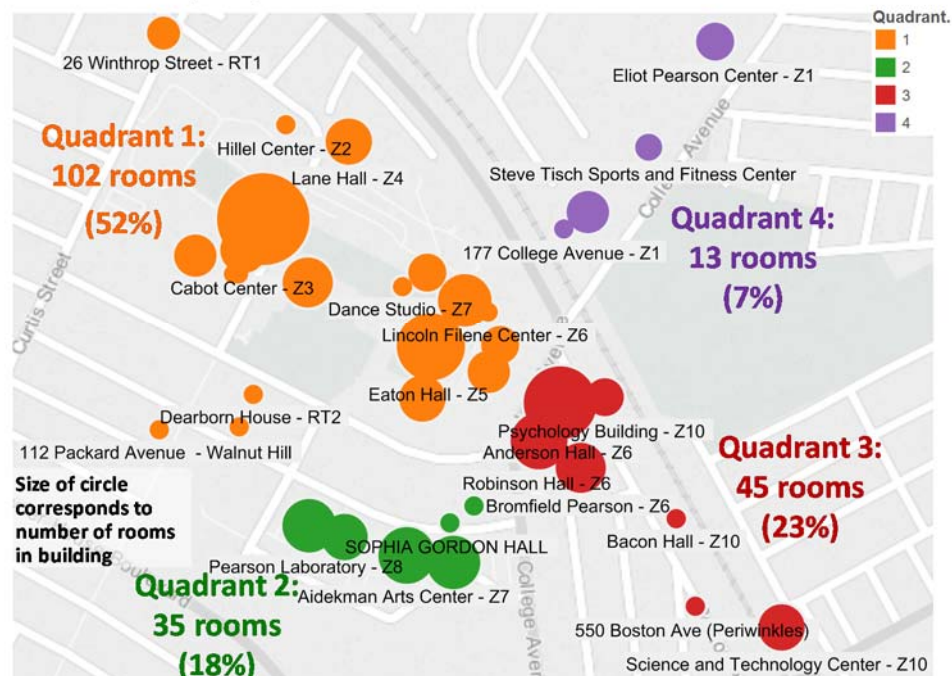 Quadrant.
1
2
3
4
26 Winthrop Street - RT1
Eliot Pearson Center - Z1
Quadrant 1:
102 rooms
(52%)
Hillel Center - Z2
Lane Hall - Z4
Steve Tisch Sports and Fitness Center
College Avenue
177 College Avenue - Z1
Quadrant 4:
13 rooms
(7%)
Curtis Street
Cabot Center - Z3
Dance Studio - Z7
Lincoln Filene Center - Z6
Eaton Hall - Z5
Dearborn House - RT2
112 Packard Avenue - Walnut Hill
Psychology Building - Z10
Anderson Hall - Z6
Robinson Hall - Z6
Bromfield Pearson - Z6
Quadrant 3:
45 rooms
(23%)
Size of circle
corresponds to
number of rooms
in building
Bacon Hall - Z10
SOPHIA GORDON HALL
Pearson Laboratory - Z8
Aidekman Arts Center - Z7
Quadrant 2:
35 rooms
(18%)
College Aven
550 Boston Ave (Periwinkles)
Science and Technology Center - Z10